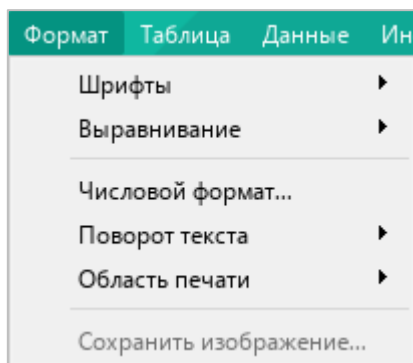 Формат Таблица Данные Ин
Шрифты
Выравнивание
Числовой формат...
Поворот текста
Область печати
Сохранить изображение...